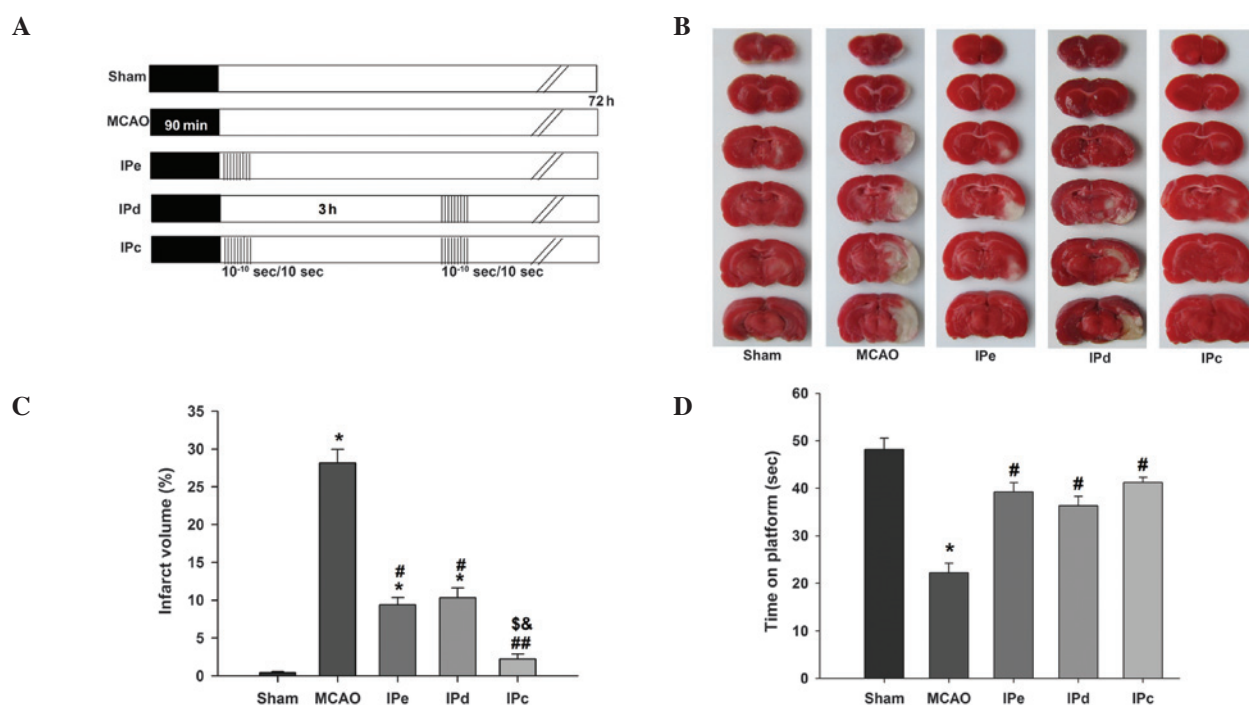 A
Sham
72 h
MCAO
90 min
IPe
IPd
3 h
IPc
10⁻¹⁰ sec/10 sec
10⁻¹⁰ sec/10 sec
B
Sham
MCAO
IPe
IPd
IPc
C
Infarct volume (%)
35
30
25
20
15
10
5
0
*
#
*
#
*
$&
##
Sham
MCAO
IPe
IPd
IPc
D
Time on platform (sec)
60
50
40
30
20
10
0
*
#
#
#
Sham
MCAO
IPe
IPd
IPc